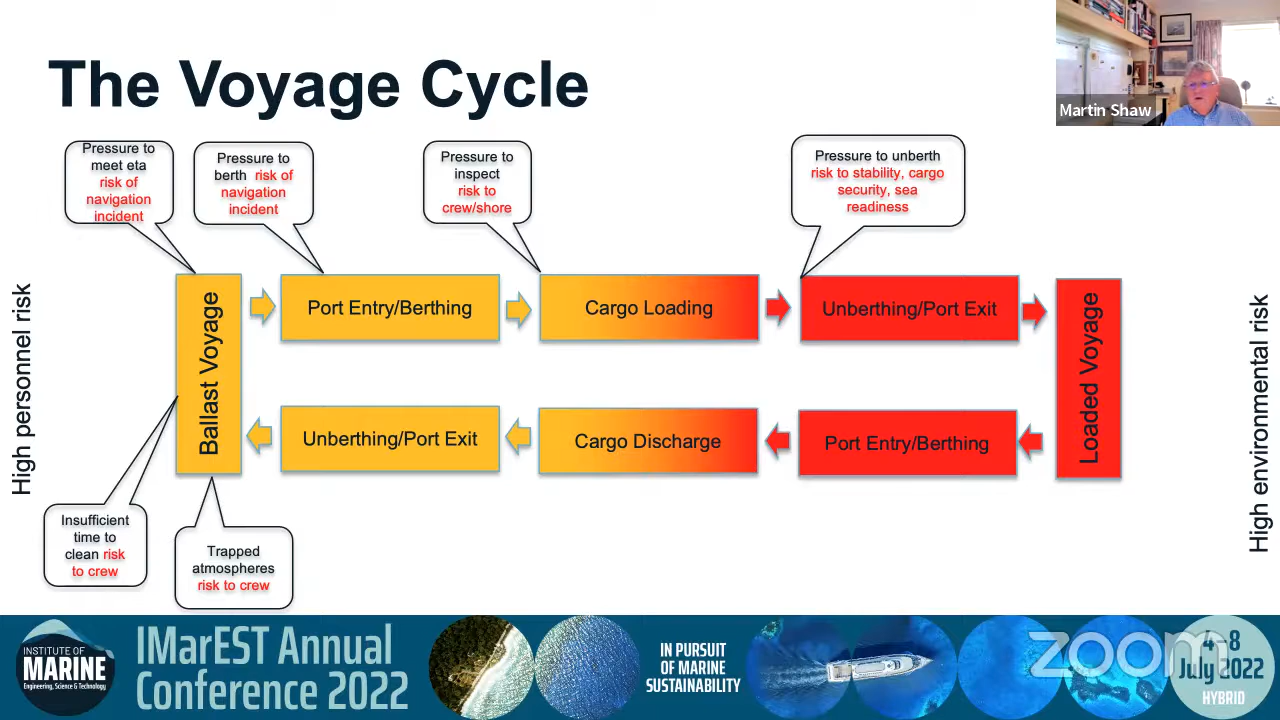 The Voyage Cycle
Martin Shaw
Pressure to
meet eta
risk of
navigation
incident
Pressure to
berth risk of
navigation
incident
Pressure to
inspect
risk to
crew/shore
Pressure to unberth
risk to stability, cargo
security, sea
readiness
High personnel risk
Ballast Voyage
Port Entry/Berthing
Cargo Loading
Unberthing/Port Exit
Loaded Voyage
High environmental risk
Unberthing/Port Exit
Cargo Discharge
Port Entry/Berthing
Insufficient
time to
clean risk
to crew
Trapped
atmospheres
risk to crew
INSTITUTE OF
MARINE
Engineering, Science & Technology
IMarEST Annual
Conference 2022
IN PURSUIT
OF MARINE
SUSTAINABILITY
zoom
4-8
July 2022
HYBRID